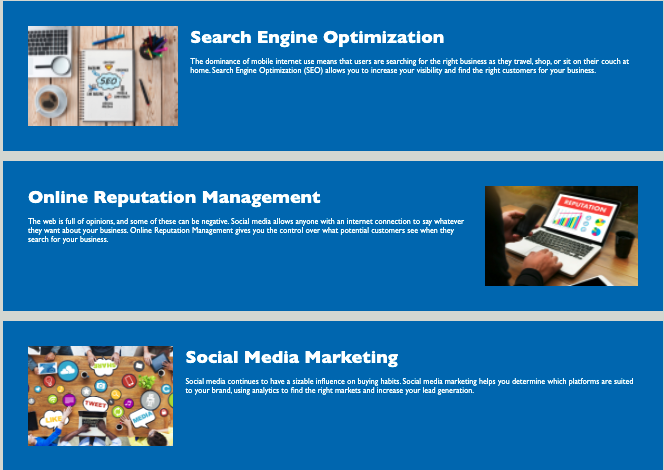 Search Engine Optimization
The dominance of mobile internet use means that users are searching for the right business as they travel, shop, or sit on their couch at
home. Search Engine Optimization (SEO) allows you to increase your visibility and find the right customers for your business.
SEO
Online Reputation Management
The web is full of opinions, and some of these can be negative. Social media allows anyone with an internet connection to say whatever
they want about your business. Online Reputation Management gives you the control over what potential customers see when they
search for your business.
REPUTATION
Social Media Marketing
Social media continues to have a sizable influence on buying habits. Social media marketing helps you determine which platforms are suited
to your brand, using analytics to find the right markets and increase your lead generation.
SHARE
TWEET
LIKE
MEDIA